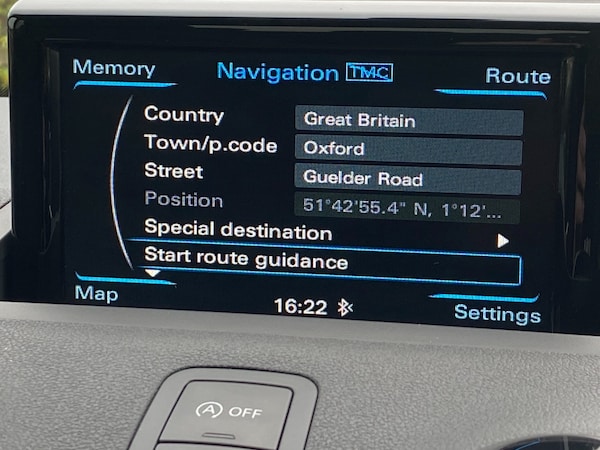 Memory Navigation TMC Route
Country Great Britain
Town/p.code Oxford
Street Guelder Road
Position 51°42'55.4" N, 1°12'...
Special destination
Start route guidance
Map 16:22 Settings
A OFF